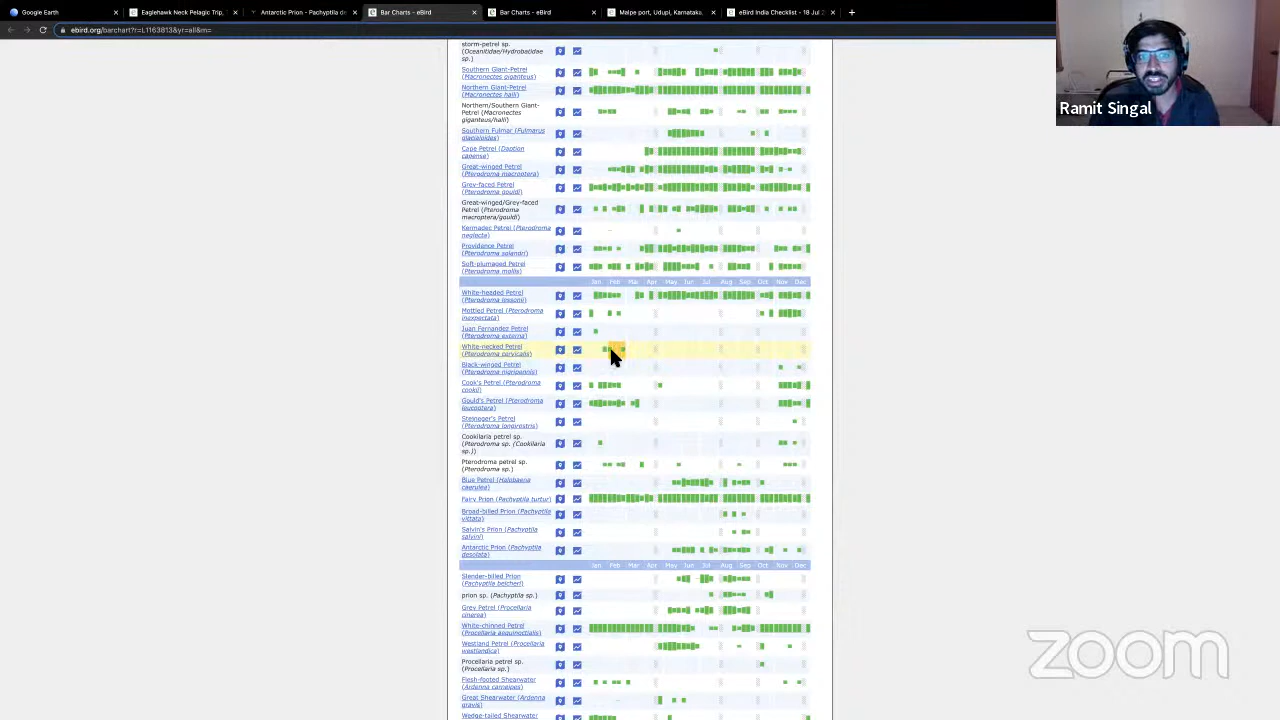 Google Earth
Eaglehawk Neck Pelagic Trip,
Antarctic Prion - Pachyptila de
Bar Charts - eBird
Bar Charts - eBird
Malpe port, Udupi, Karnataka
eBird India Checklist - 18 Jul 2
ebird.org/barchart?r=L1163813&yr=all&m=
Ramit Singal
storm-petrel sp.
(Oceanitidae/Hydrobatidae
sp.)
Southern Giant-Petrel
(Macronectes giganteus)
Northern Giant-Petrel
(Macronectes halli)
Northern/Southern Giant-
Petrel (Macronectes
giganteus/halli)
Southern Fulmar (Fulmarus
glacialoides)
Cape Petrel (Daption
capense)
Great-winged Petrel
(Pterodroma macroptera)
Grey-faced Petrel
(Pterodroma gouldi)
Great-winged/Grey-faced
Petrel (Pterodroma
macroptera/gouldi)
Kermadec Petrel (Pterodroma
neglecta)
Providence Petrel
(Pterodroma solandri)
Soft-plumaged Petrel
(Pterodroma mollis)
Jan Feb Mar Apr May Jun Jul Aug Sep Oct Nov Dec
White-headed Petrel
(Pterodroma lessonii)
Mottled Petrel (Pterodroma
inexpectata)
Juan Fernandez Petrel
(Pterodroma externa)
White-necked Petrel
(Pterodroma cervicalis)
Black-winged Petrel
(Pterodroma nigripennis)
Cook's Petrel (Pterodroma
cookii)
Gould's Petrel (Pterodroma
leucoptera)
Stejneger's Petrel
(Pterodroma longirostris)
Cookilaria petrel sp.
(Pterodroma sp. (Cookilaria
sp.))
Pterodroma petrel sp.
(Pterodroma sp.)
Blue Petrel (Halobaena
caerulea)
Fairy Prion (Pachyptila turtur)
Broad-billed Prion (Pachyptila
vittata)
Salvin's Prion (Pachyptila
salvini)
Antarctic Prion (Pachyptila
desolata)
Jan Feb Mar Apr May Jun Jul Aug Sep Oct Nov Dec
Slender-billed Prion
(Pachyptila belcheri)
prion sp. (Pachyptila sp.)
Grey Petrel (Procellaria
cinerea)
White-chinned Petrel
(Procellaria aequinoctialis)
Westland Petrel (Procellaria
westlandica)
Procellaria petrel sp.
(Procellaria sp.)
Flesh-footed Shearwater
(Ardenna carneipes)
Great Shearwater (Ardenna
gravis)
Wedge-tailed Shearwater
zoom